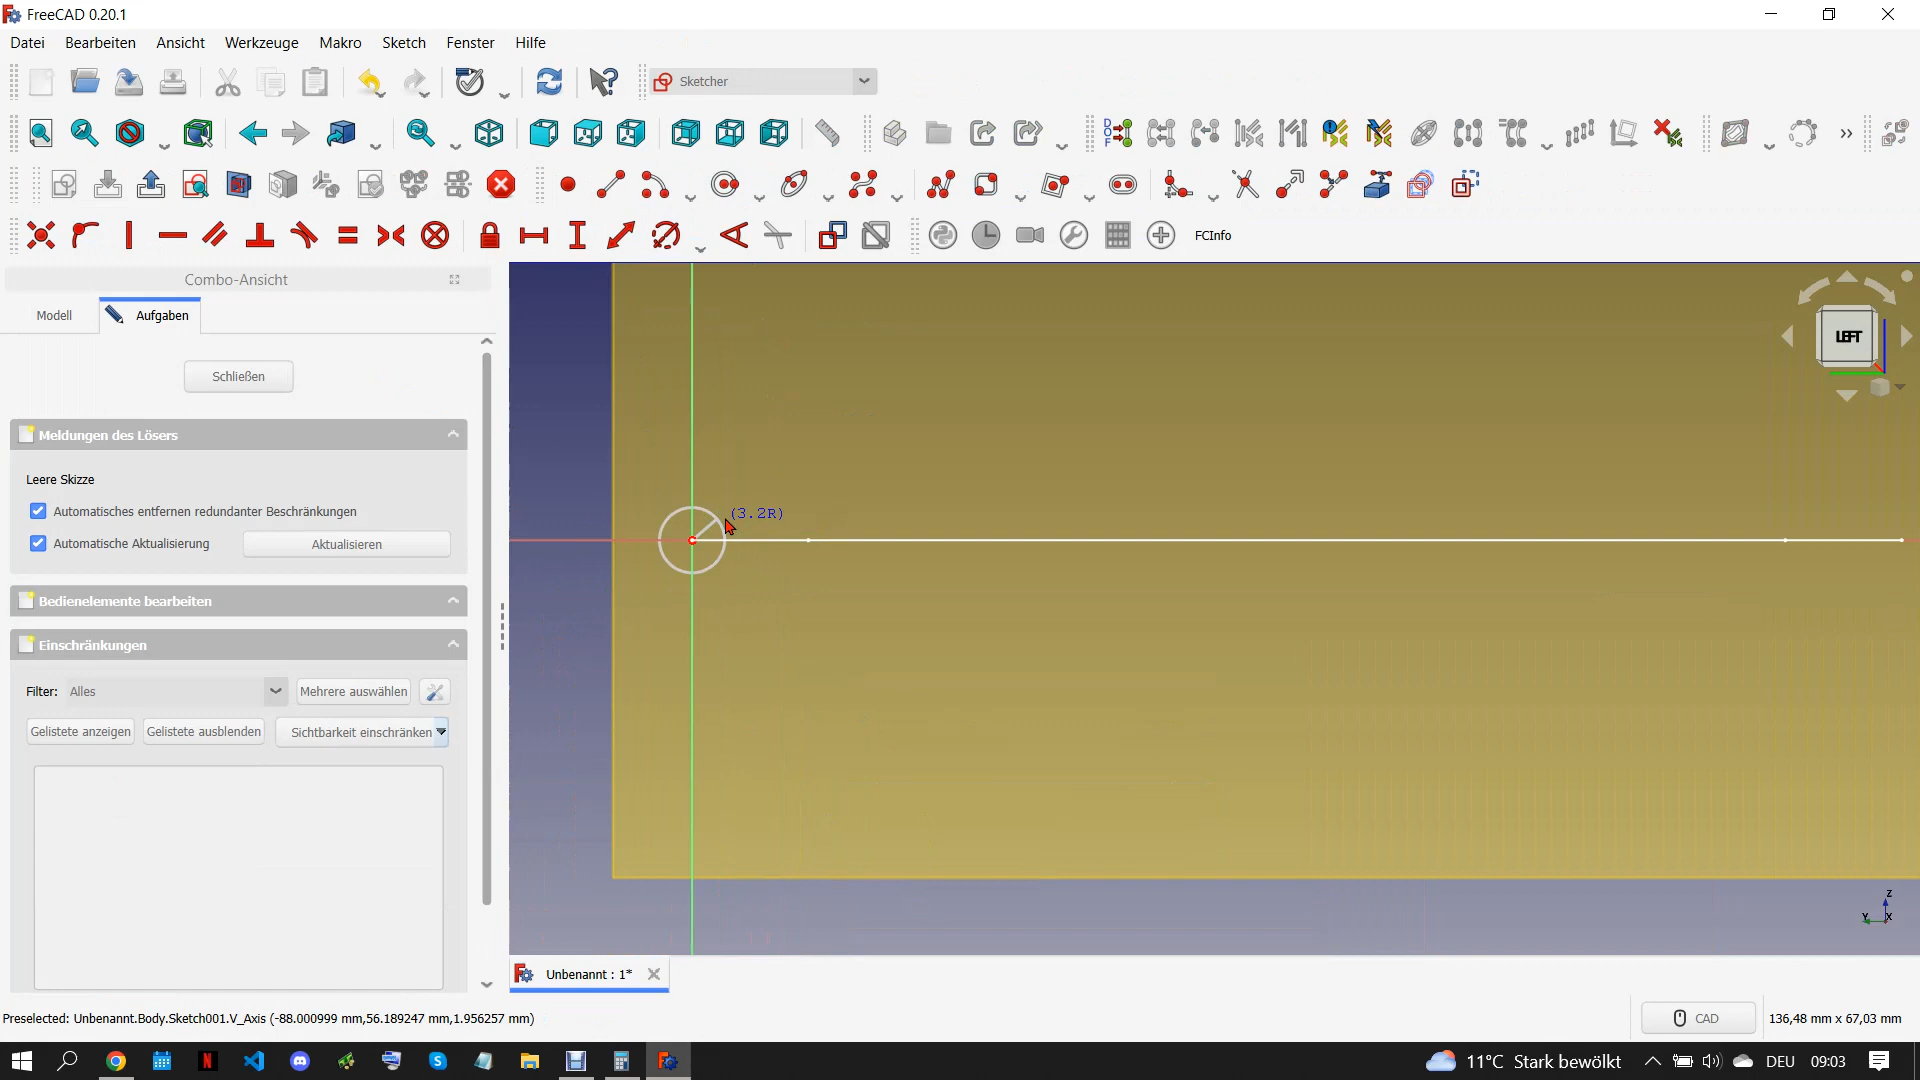 FreeCAD 0.20.1
Datei Bearbeiten Ansicht Werkzeuge Makro Sketch Fenster Hilfe
Sketcher
DOF
FCInfo
Combo-Ansicht
Modell Aufgaben
Schließen
Meldungen des Lösers
Leere Skizze
Automatisches entfernen redundanter Beschränkungen
Automatische Aktualisierung Aktualisieren
Bedienelemente bearbeiten
Einschränkungen
Filter: Alles Mehrere auswählen
Gelistete anzeigen Gelistete ausblenden Sichtbarkeit einschränken
(3.2R)
LEFT
Z
Y X
Unbenannt : 1*
Preselected: Unbenannt.Body.Sketch001.V_Axis (-88.000999 mm,56.189247 mm,1.956257 mm)
CAD 136,48 mm x 67,03 mm
11°C Stark bewölkt DEU 09:03